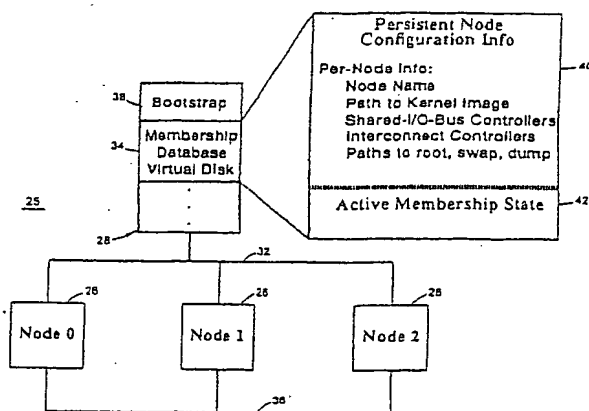 Persistent Node
Configuration Info
40
Per-Node Info:
Node Name
Path to Kernel Image
Shared-I/O-Bus Controllers
Interconnect Controllers
Paths to root, swap, dump
38
Bootstrap
34
Membership
Database
Virtual Disk
Active Membership State
42
25
28
32
26
26
26
Node 0
Node 1
Node 2
36